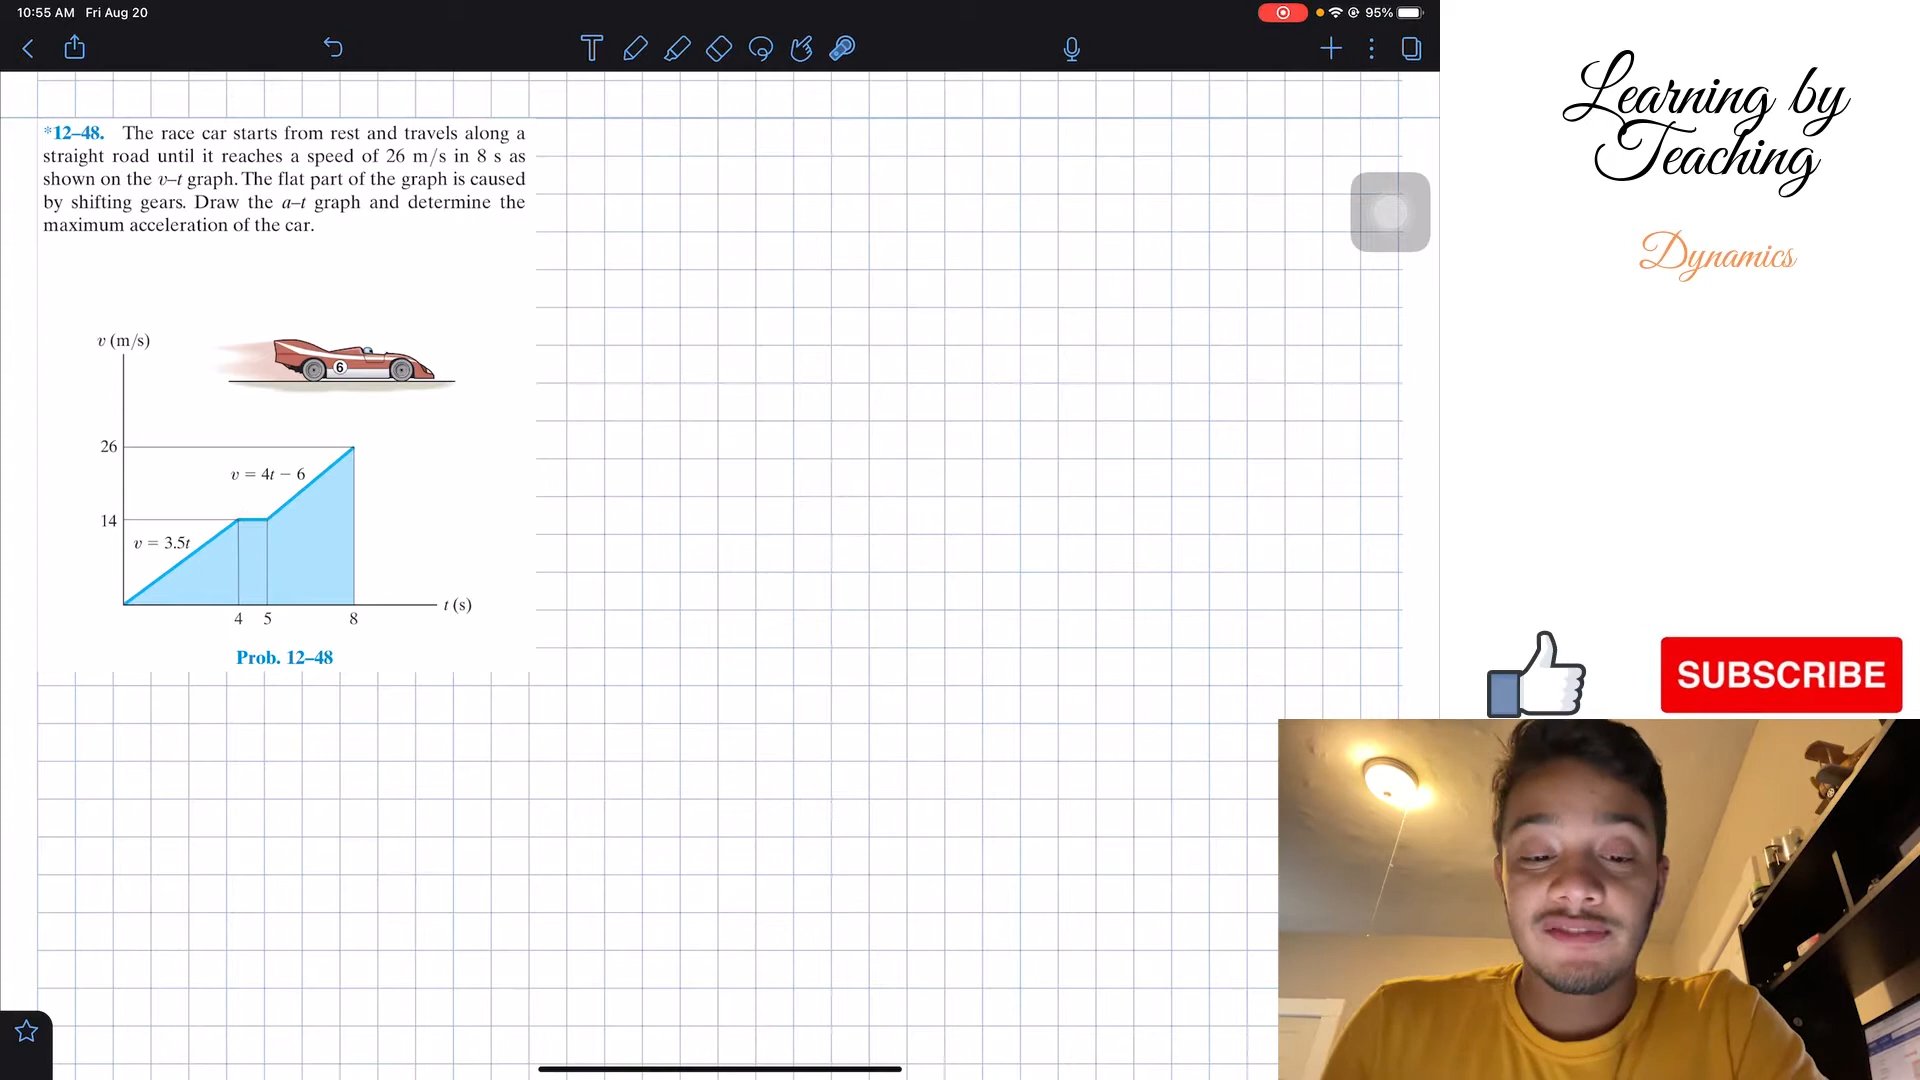 10:55 AM Fri Aug 20
95%
*12–48. The race car starts from rest and travels along a
straight road until it reaches a speed of 26 m/s in 8 s as
shown on the v–t graph. The flat part of the graph is caused
by shifting gears. Draw the a–t graph and determine the
maximum acceleration of the car.
v (m/s)
6
26
v = 4t − 6
14
v = 3.5t
t (s)
4 5 8
Prob. 12–48
Learning by
Teaching
Dynamics
SUBSCRIBE